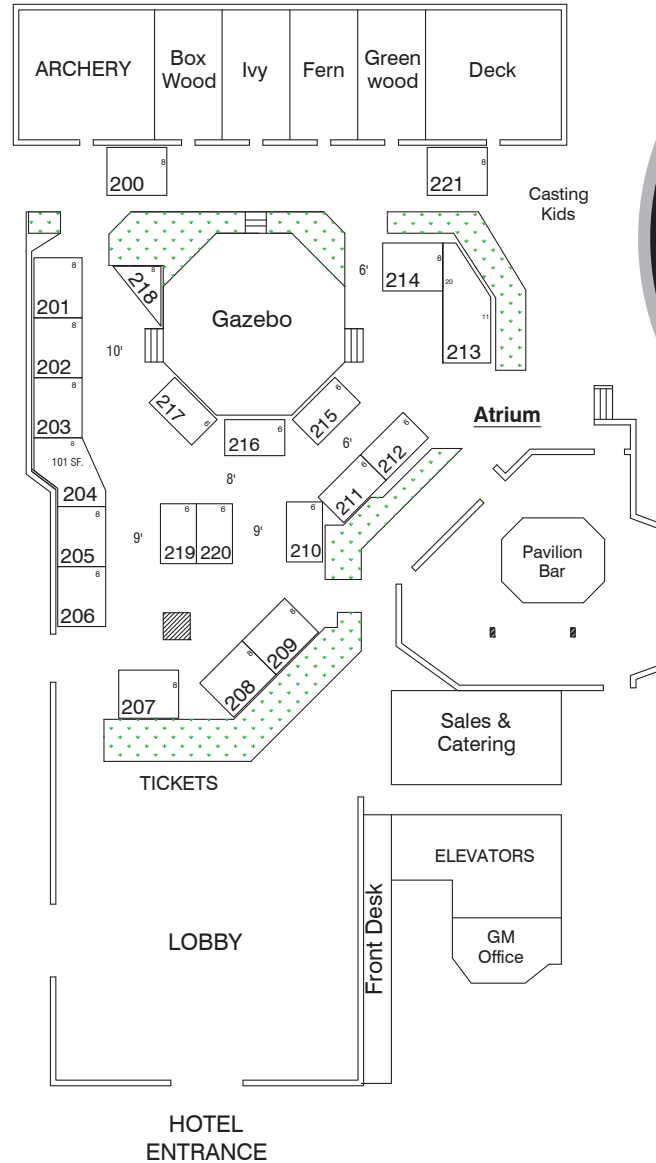 ARCHERY
Box
Wood
Ivy
Fern
Green
wood
Deck
8
200
8
221
Casting
Kids
8
201
8
218
Gazebo
6'
8
214
20
11
213
8
202
10'
8
203
6
217
6
216
6
215
6'
Atrium
212
211
8
101 SF.
204
8'
8
205
9'
6
219
6
220
9'
6
210
Pavilion
Bar
8
206
8
209
8
208
8
207
Sales &
Catering
TICKETS
ELEVATORS
Front Desk
LOBBY
GM
Office
HOTEL
ENTRANCE